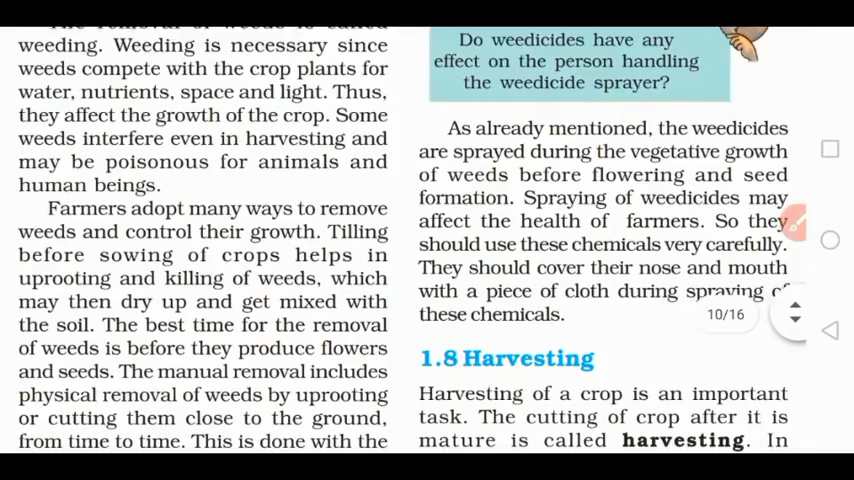 The removal of weeds is called
weeding. Weeding is necessary since
weeds compete with the crop plants for
water, nutrients, space and light. Thus,
they affect the growth of the crop. Some
weeds interfere even in harvesting and
may be poisonous for animals and
human beings.
Farmers adopt many ways to remove
weeds and control their growth. Tilling
before sowing of crops helps in
uprooting and killing of weeds, which
may then dry up and get mixed with
the soil. The best time for the removal
of weeds is before they produce flowers
and seeds. The manual removal includes
physical removal of weeds by uprooting
or cutting them close to the ground,
from time to time. This is done with the
Do weedicides have any
effect on the person handling
the weedicide sprayer?
As already mentioned, the weedicides
are sprayed during the vegetative growth
of weeds before flowering and seed
formation. Spraying of weedicides may
affect the health of farmers. So they
should use these chemicals very carefully.
They should cover their nose and mouth
with a piece of cloth during spraying of
these chemicals.
10/16
1.8 Harvesting
Harvesting of a crop is an important
task. The cutting of crop after it is
mature is called harvesting. In